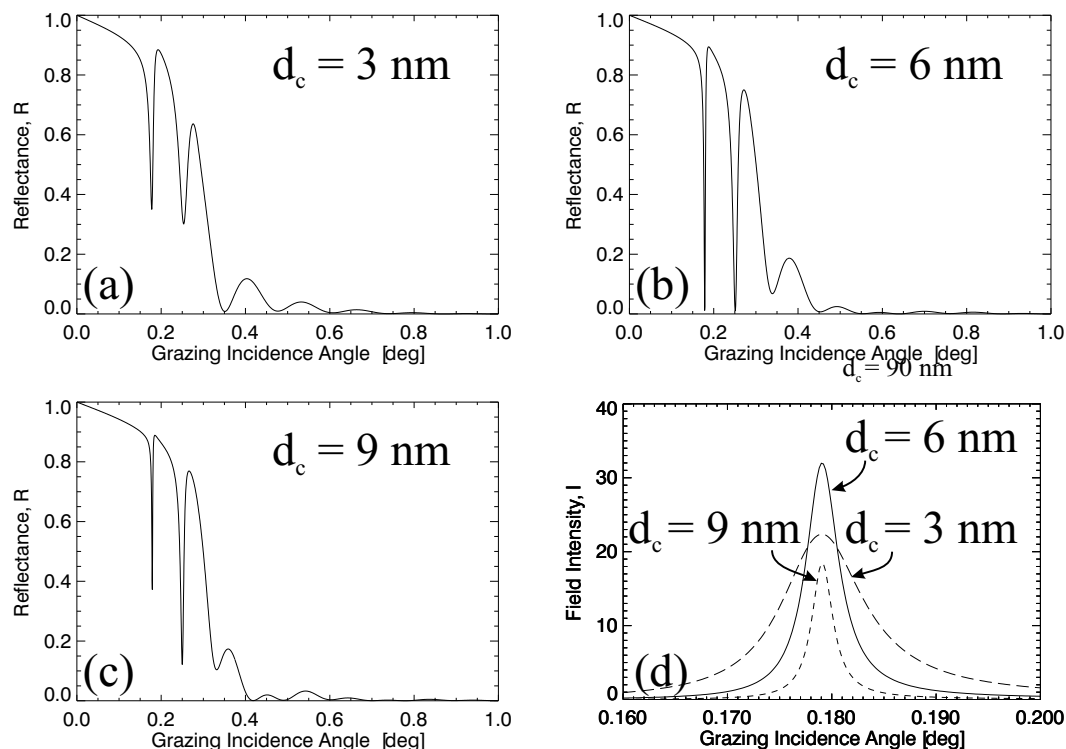 1.0
0.8
0.6
0.4
0.2
0.0
Reflectance, R
d_c = 3 nm
(a)
0.0 0.2 0.4 0.6 0.8 1.0
Grazing Incidence Angle [deg]
1.0
0.8
0.6
0.4
0.2
0.0
Reflectance, R
d_c = 6 nm
(b)
0.0 0.2 0.4 0.6 0.8 1.0
Grazing Incidence Angle [deg]
d_c = 90 nm
1.0
0.8
0.6
0.4
0.2
0.0
Reflectance, R
d_c = 9 nm
(c)
0.0 0.2 0.4 0.6 0.8 1.0
Grazing Incidence Angle [deg]
40
30
20
10
0
Field Intensity, I
d_c = 6 nm
d_c = 9 nm
d_c = 3 nm
(d)
0.160 0.170 0.180 0.190 0.200
Grazing Incidence Angle [deg]